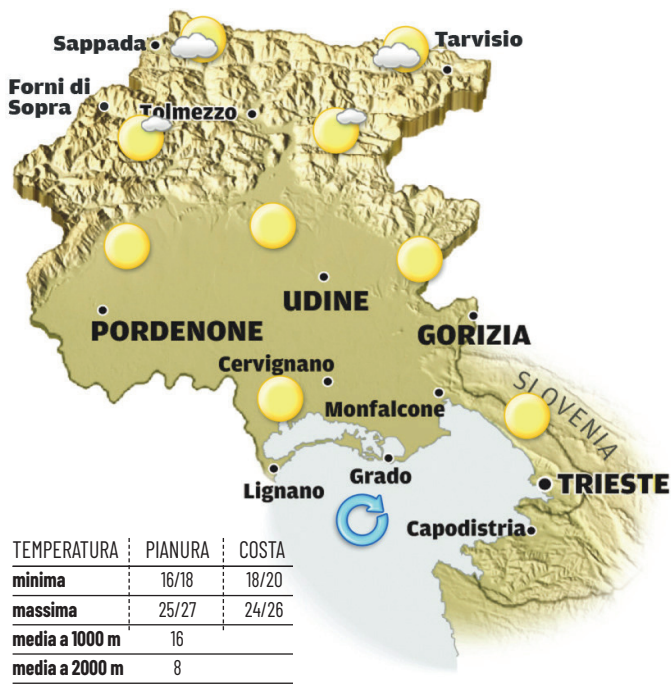 Sappada
Tarvisio
Forni di
Sopra
Tolmezzo
UDINE
PORDENONE
GORIZIA
Cervignano
SLOVENIA
Monfalcone
Grado
TRIESTE
Lignano
Capodistria
TEMPERATURA PIANURA COSTA
minima 16/18 18/20
massima 25/27 24/26
media a 1000 m 16
media a 2000 m 8